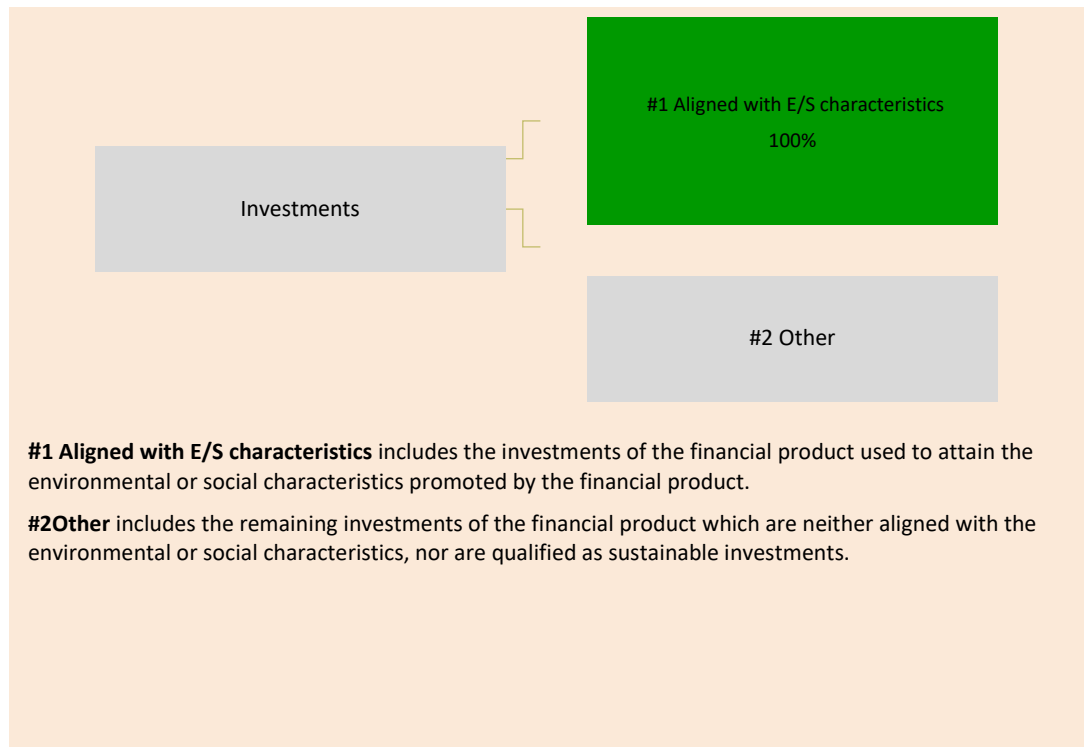 #1 Aligned with E/S characteristics
100%
Investments
#2 Other
#1 Aligned with E/S characteristics includes the investments of the financial product used to attain the
environmental or social characteristics promoted by the financial product.
#2Other includes the remaining investments of the financial product which are neither aligned with the
environmental or social characteristics, nor are qualified as sustainable investments.